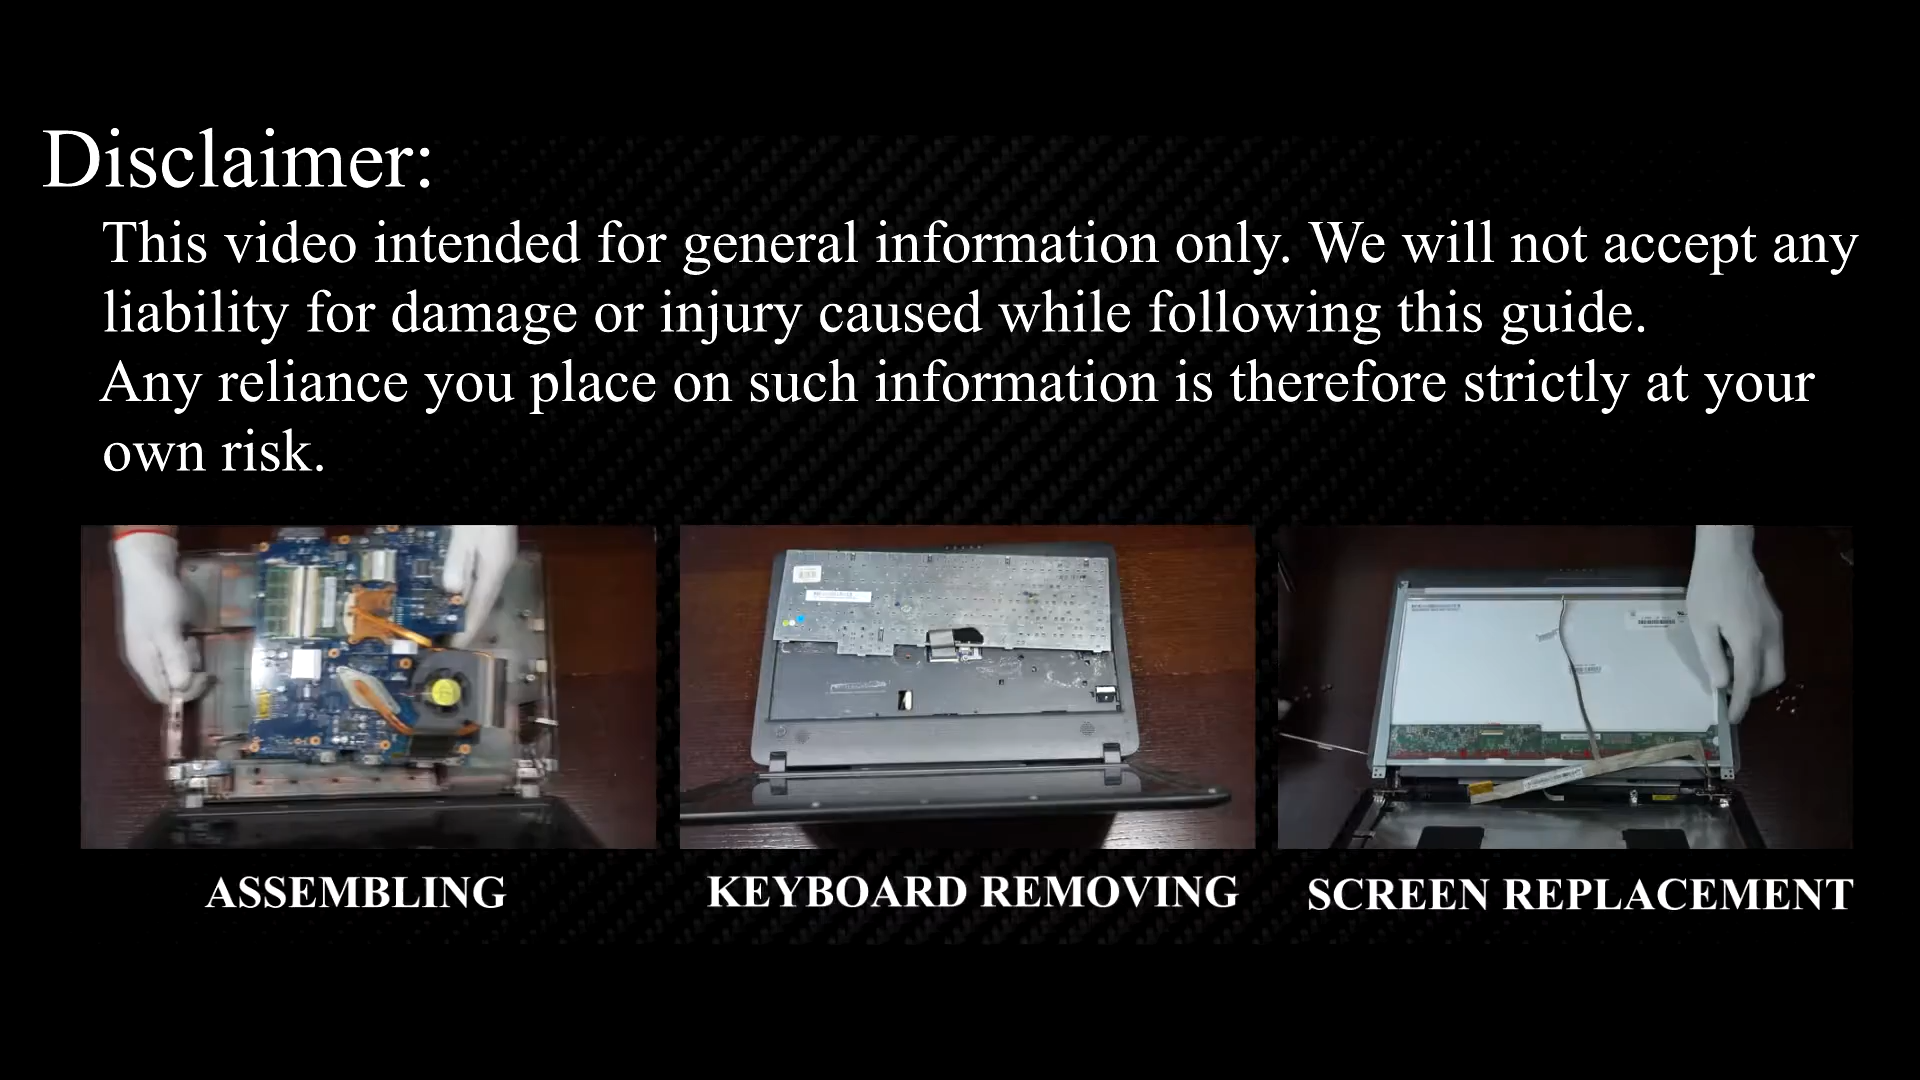 Disclaimer:
This video intended for general information only. We will not accept any
liability for damage or injury caused while following this guide.
Any reliance you place on such information is therefore strictly at your
own risk.
ASSEMBLING
KEYBOARD REMOVING
SCREEN REPLACEMENT